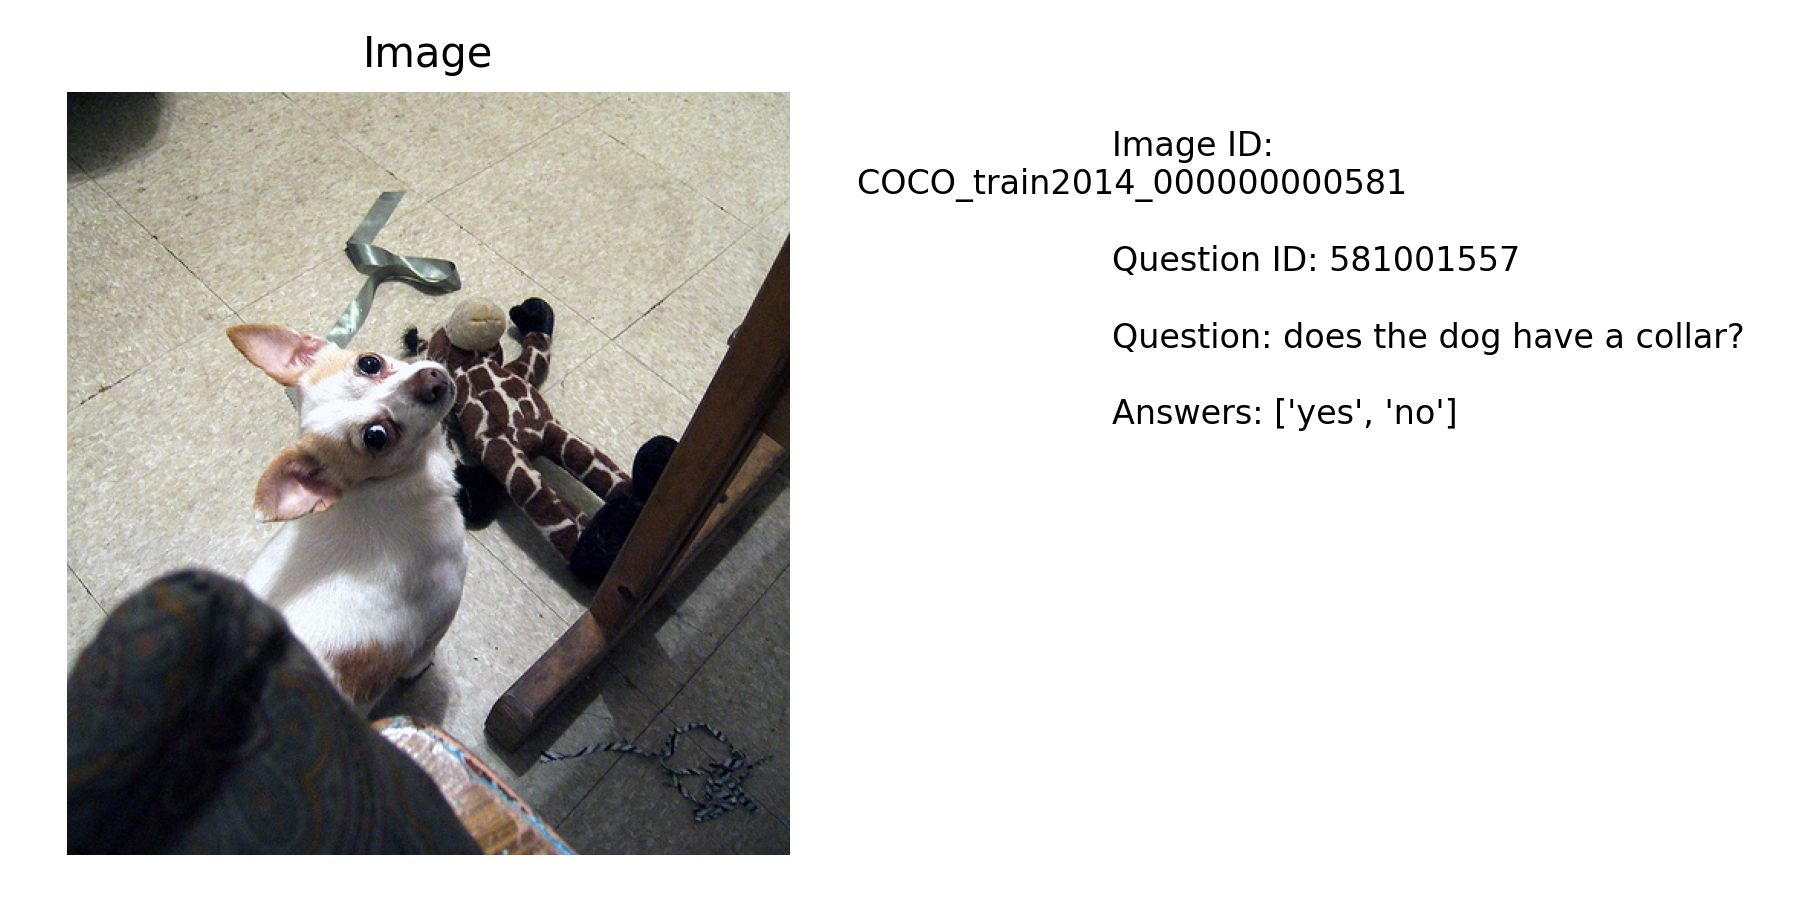 Image
Image ID:
COCO_train2014_000000000581
Question ID: 581001557
Question: does the dog have a collar?
Answers: ['yes', 'no']